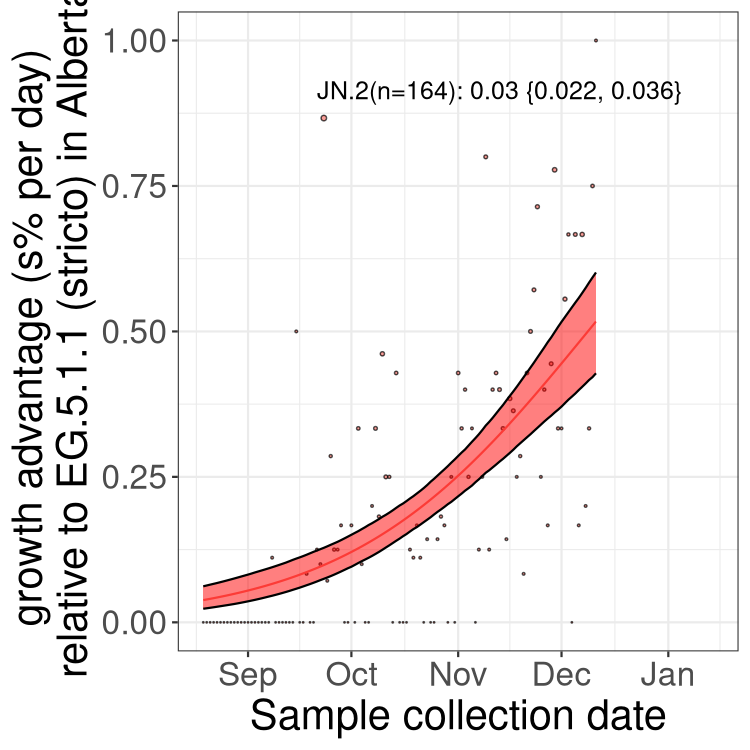 growth advantage (s% per day)
relative to EG.5.1.1 (stricto) in Alberta
1.00
0.75
0.50
0.25
0.00
JN.2(n=164): 0.03 {0.022, 0.036}
Sep Oct Nov Dec Jan
Sample collection date